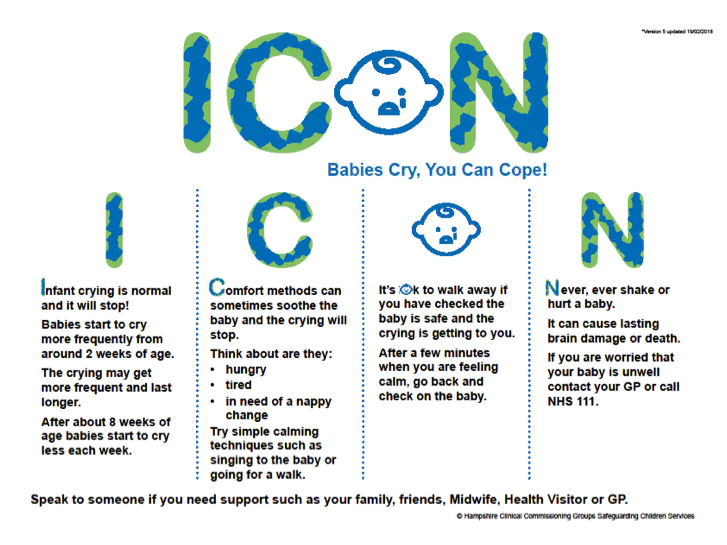 *Version 5 updated 19/02/2018
ICON
Babies Cry, You Can Cope!
I
Infant crying is normal
and it will stop!
Babies start to cry
more frequently from
around 2 weeks of age.
The crying may get
more frequent and last
longer.
After about 8 weeks of
age babies start to cry
less each week.
C
Comfort methods can
sometimes soothe the
baby and the crying will
stop.
Think about are they:
• hungry
• tired
• in need of a nappy
change
Try simple calming
techniques such as
singing to the baby or
going for a walk.
O
It's Ok to walk away if
you have checked the
baby is safe and the
crying is getting to you.
After a few minutes
when you are feeling
calm, go back and
check on the baby.
N
Never, ever shake or
hurt a baby.
It can cause lasting
brain damage or death.
If you are worried that
your baby is unwell
contact your GP or call
NHS 111.
Speak to someone if you need support such as your family, friends, Midwife, Health Visitor or GP.
© Hampshire Clinical Commissioning Groups Safeguarding Children Services